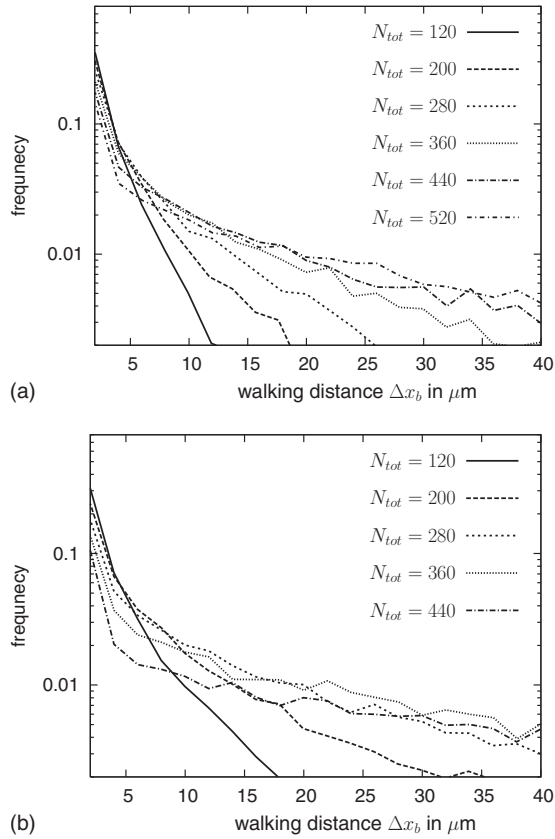 N_tot = 120
N_tot = 200
N_tot = 280
N_tot = 360
N_tot = 440
N_tot = 520
0.1
0.01
frequnecy
5 10 15 20 25 30 35 40
(a) walking distance Δx_b in μm
N_tot = 120
N_tot = 200
N_tot = 280
N_tot = 360
N_tot = 440
0.1
0.01
frequnecy
5 10 15 20 25 30 35 40
(b) walking distance Δx_b in μm